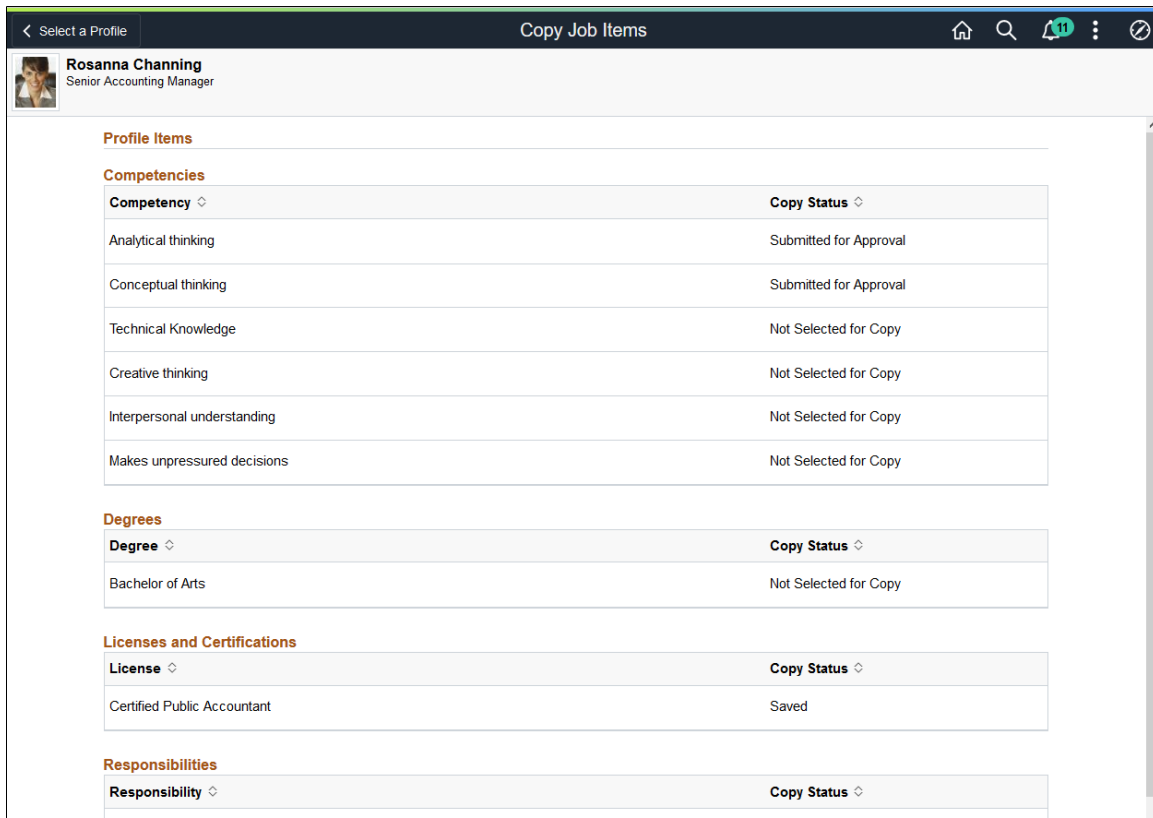 Select a Profile Copy Job Items 11
Rosanna Channing
Senior Accounting Manager
Profile Items
Competencies
Competency Copy Status
Analytical thinking Submitted for Approval
Conceptual thinking Submitted for Approval
Technical Knowledge Not Selected for Copy
Creative thinking Not Selected for Copy
Interpersonal understanding Not Selected for Copy
Makes unpressured decisions Not Selected for Copy
Degrees
Degree Copy Status
Bachelor of Arts Not Selected for Copy
Licenses and Certifications
License Copy Status
Certified Public Accountant Saved
Responsibilities
Responsibility Copy Status